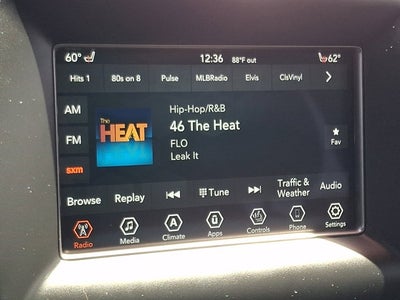 60° 12:36 88°F out 62°
Hits 1 80s on 8 Pulse MLBRadio Elvis ClsVinyl
AM
FM
sxm
The
HEAT
Hip-Hop/R&B
46 The Heat
FLO
Leak It
Fav
Browse Replay Tune Traffic & Weather Audio
Radio Media Climate Apps Controls Phone Settings